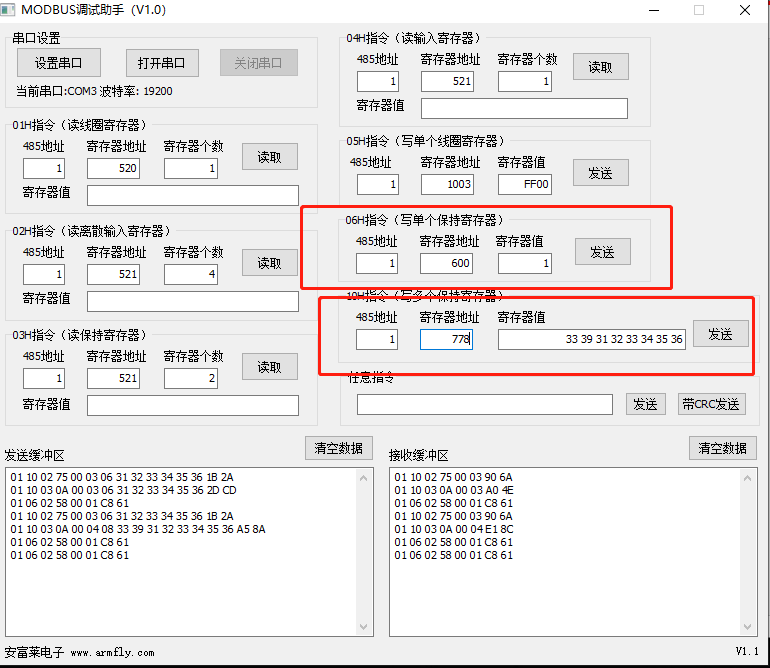 MODBUS调试助手（V1.0）
串口设置
设置串口 打开串口 关闭串口
当前串口:COM3 波特率: 19200
01H指令（读线圈寄存器）
485地址 寄存器地址 寄存器个数
1 520 1 读取
寄存器值
02H指令（读离散输入寄存器）
485地址 寄存器地址 寄存器个数
1 521 4 读取
寄存器值
03H指令（读保持寄存器）
485地址 寄存器地址 寄存器个数
1 521 2 读取
寄存器值
04H指令（读输入寄存器）
485地址 寄存器地址 寄存器个数
1 521 1 读取
寄存器值
05H指令（写单个线圈寄存器）
485地址 寄存器地址 寄存器值
1 1003 FF00 发送
06H指令（写单个保持寄存器）
485地址 寄存器地址 寄存器值
1 600 1 发送
10H指令（写多个保持寄存器）
485地址 寄存器地址 寄存器值
1 778 33 39 31 32 33 34 35 36 发送
任意指令
发送 带CRC发送
发送缓冲区 清空数据
01 10 02 75 00 03 06 31 32 33 34 35 36 1B 2A
01 10 03 0A 00 03 06 31 32 33 34 35 36 2D CD
01 06 02 58 00 01 C8 61
01 10 02 75 00 03 06 31 32 33 34 35 36 1B 2A
01 10 03 0A 00 04 08 33 39 31 32 33 34 35 36 A5 8A
01 06 02 58 00 01 C8 61
01 06 02 58 00 01 C8 61
接收缓冲区 清空数据
01 10 02 75 00 03 90 6A
01 10 03 0A 00 03 A0 4E
01 06 02 58 00 01 C8 61
01 10 02 75 00 03 90 6A
01 10 03 0A 00 04 E1 8C
01 06 02 58 00 01 C8 61
01 06 02 58 00 01 C8 61
安富莱电子 www.armfly.com V1.1